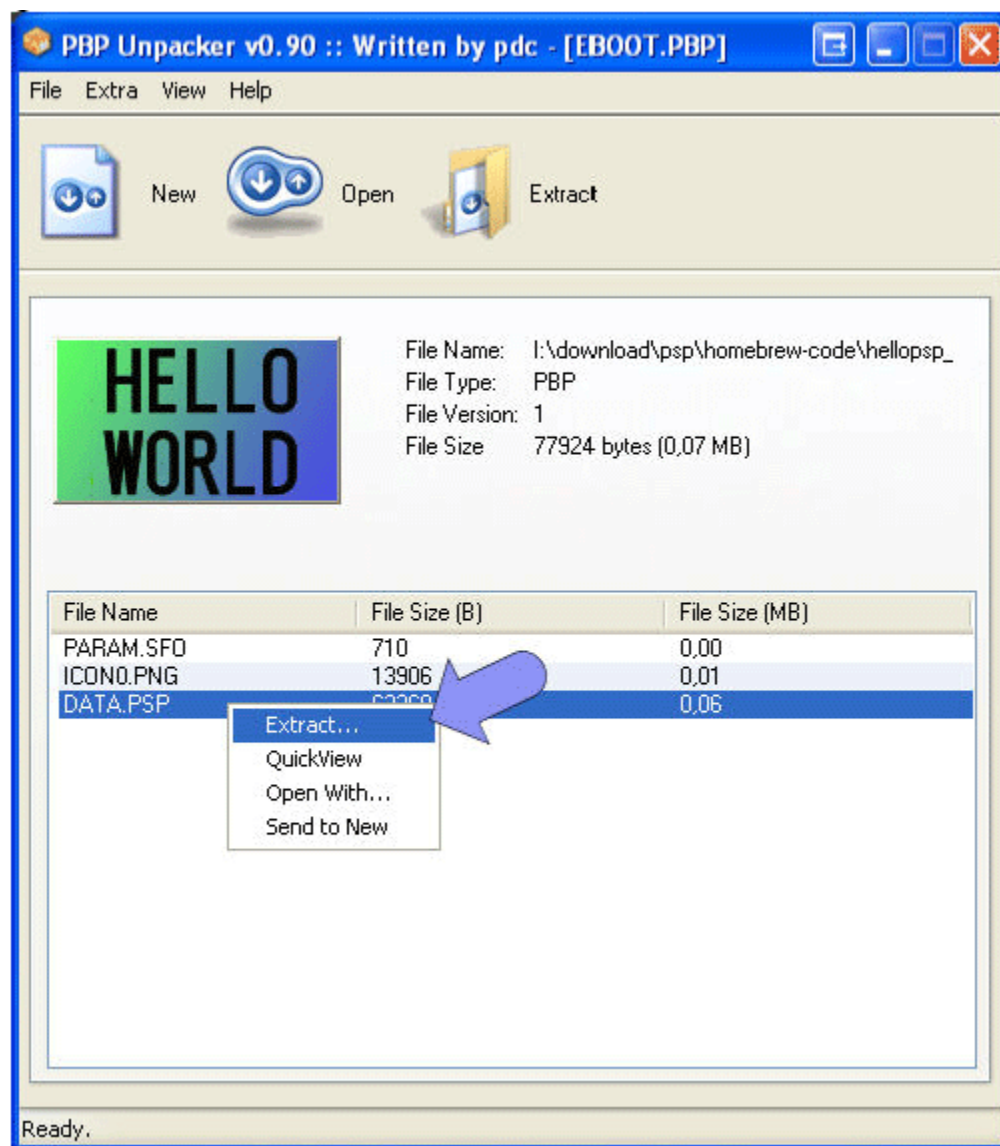 PBP Unpacker v0.90 :: Written by pdc - [EBOOT.PBP]
File Extra View Help
New Open Extract
HELLO
WORLD
File Name: I:\download\psp\homebrew-code\hellopsp_
File Type: PBP
File Version: 1
File Size 77924 bytes (0,07 MB)
File Name File Size (B) File Size (MB)
PARAM.SFO 710 0,00
ICON0.PNG 13906 0,01
DATA.PSP 0,06
Extract...
QuickView
Open With...
Send to New
Ready.